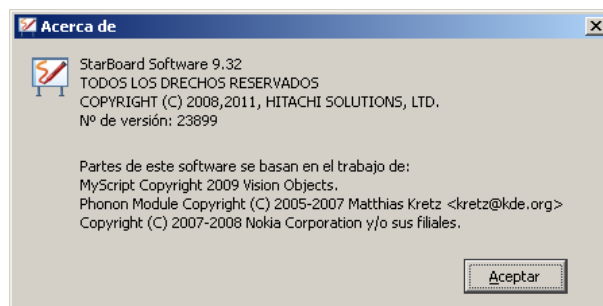 Acerca de
StarBoard Software 9.32
TODOS LOS DRECHOS RESERVADOS
COPYRIGHT (C) 2008,2011, HITACHI SOLUTIONS, LTD.
Nº de versión: 23899
Partes de este software se basan en el trabajo de:
MyScript Copyright 2009 Vision Objects.
Phonon Module Copyright (C) 2005-2007 Matthias Kretz <kretz@kde.org>
Copyright (C) 2007-2008 Nokia Corporation y/o sus filiales.
Aceptar